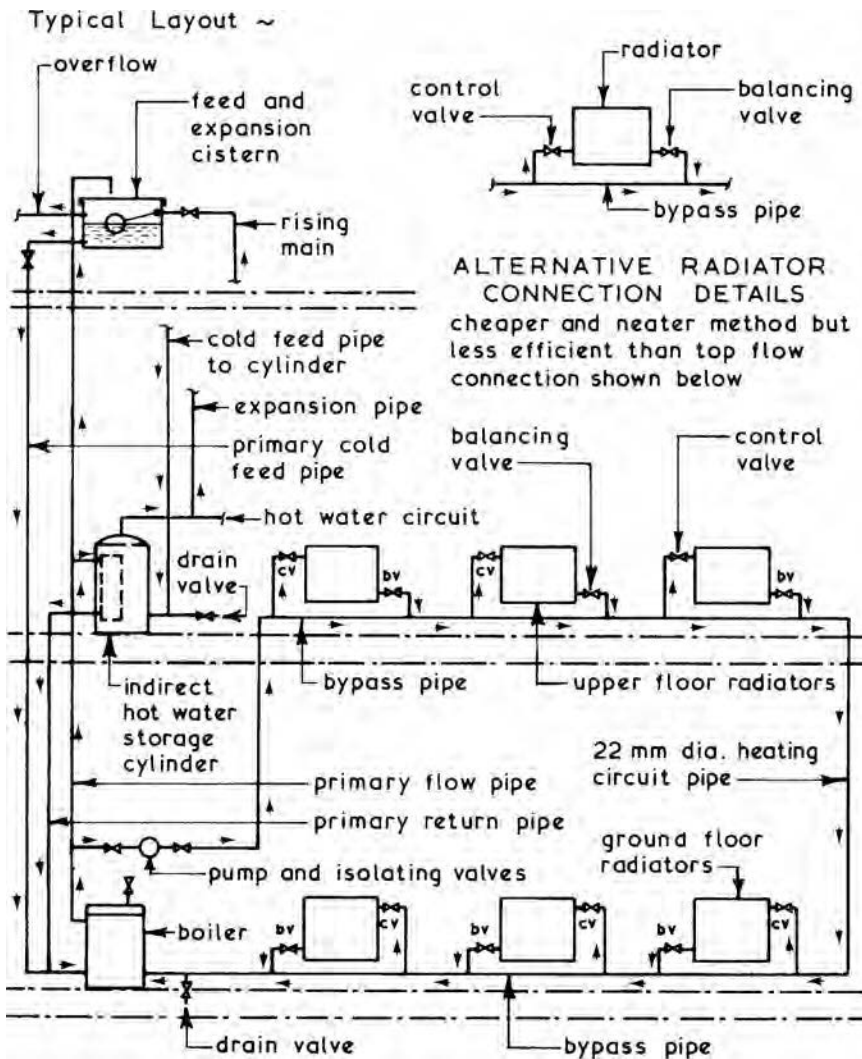 Typical Layout ~
overflow
feed and
expansion
cistern
rising
main
radiator
control
valve
balancing
valve
bypass pipe
ALTERNATIVE RADIATOR
CONNECTION DETAILS
cheaper and neater method but
less efficient than top flow
connection shown below
cold feed pipe
to cylinder
expansion pipe
primary cold
feed pipe
hot water circuit
balancing
valve
control
valve
drain
valve
cv
bv
cv
bv
indirect
hot water
storage
cylinder
bypass pipe
upper floor radiators
22 mm dia. heating
circuit pipe
primary flow pipe
primary return pipe
ground floor
radiators
pump and isolating valves
boiler
bv
cv
bv
cv
bv
cv
drain valve
bypass pipe